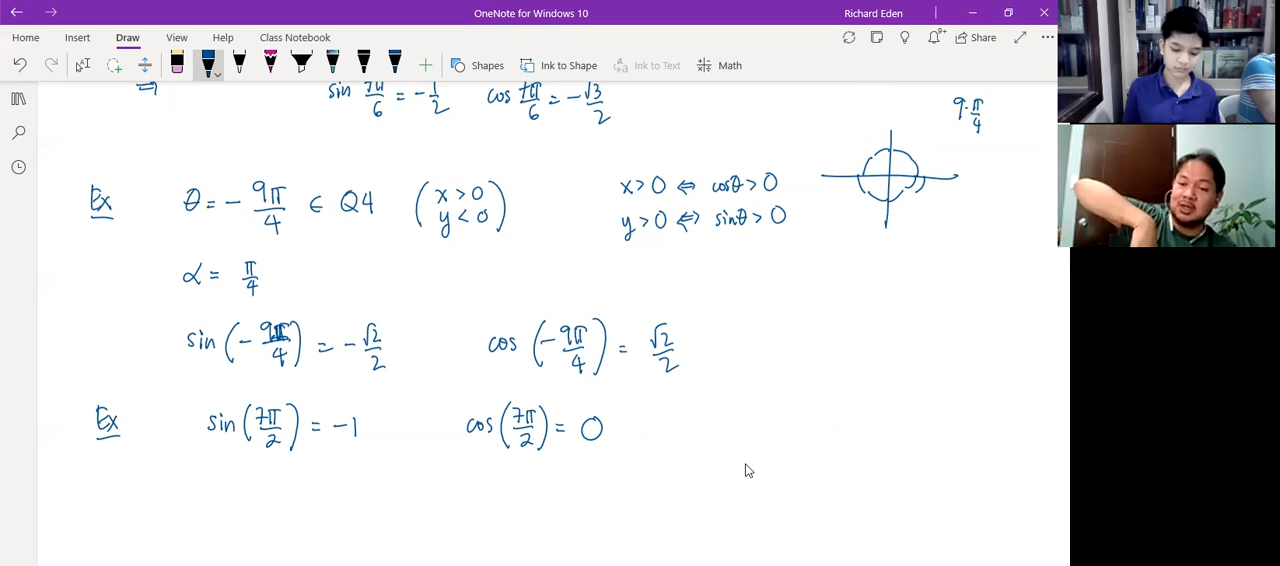 OneNote for Windows 10
Richard Eden
Home Insert Draw View Help Class Notebook
Share
Shapes Ink to Shape Ink to Text Math
sin 7π/6 = -1/2 cos 7π/6 = -√3/2
9·π/4
Ex θ = - 9π/4 ∈ Q4 (x > 0 y < 0)
x > 0 ⇔ cosθ > 0
y > 0 ⇔ sinθ > 0
α = π/4
sin(- 9π/4) = - √2/2 cos(- 9π/4) = √2/2
Ex sin(7π/2) = -1 cos(7π/2) = 0